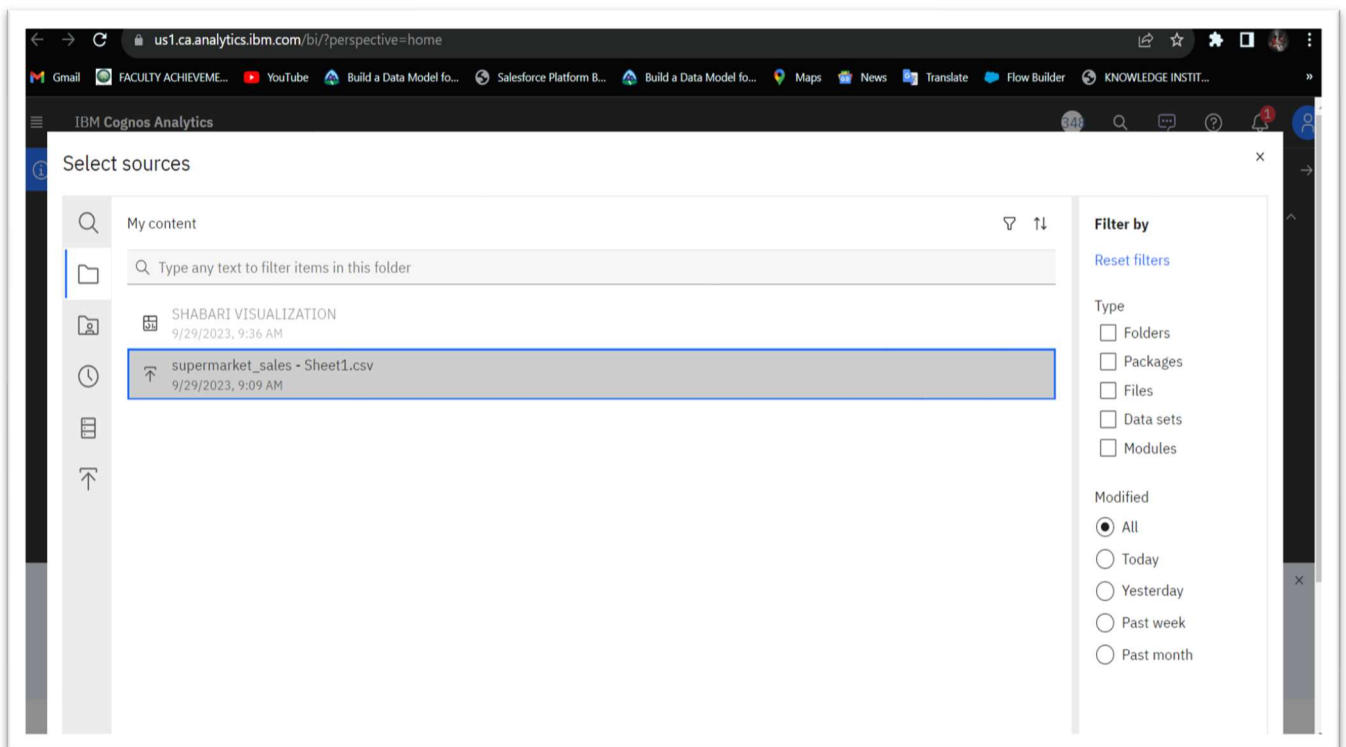 us1.ca.analytics.ibm.com/bi/?perspective=home
Gmail FACULTY ACHIEVEME... YouTube Build a Data Model fo... Salesforce Platform B... Build a Data Model fo... Maps News Translate Flow Builder KNOWLEDGE INSTIT... »
IBM Cognos Analytics 348 1
Select sources
My content
Type any text to filter items in this folder
SHABARI VISUALIZATION
9/29/2023, 9:36 AM
supermarket_sales - Sheet1.csv
9/29/2023, 9:09 AM
Filter by
Reset filters
Type
Folders
Packages
Files
Data sets
Modules
Modified
All
Today
Yesterday
Past week
Past month